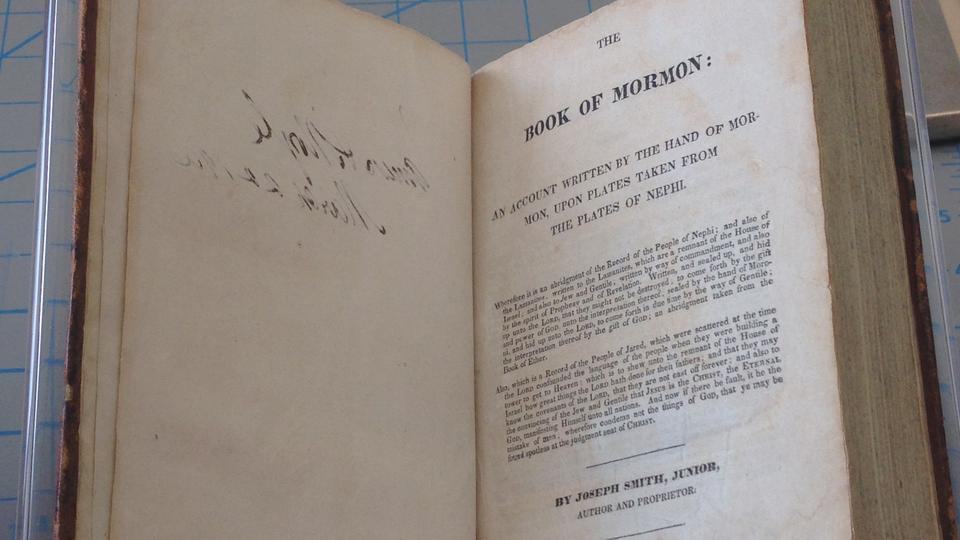 THE
BOOK OF MORMON:
AN ACCOUNT WRITTEN BY THE HAND OF MOR-
MON, UPON PLATES TAKEN FROM
THE PLATES OF NEPHI.
Wherefore it is an abridgment of the Record of the People of Nephi; and also of
the Lamanites; written to the Lamanites, which are a remnant of the House of
Israel; and also to Jew and Gentile; written by way of commandment, and also
by the spirit of Prophesy and of Revelation. Written, and sealed up, and hid
up unto the LORD, that they might not be destroyed; to come forth by the gift
and power of GOD, unto the interpretation thereof; sealed by the hand of Moro-
ni, and hid up unto the LORD, to come forth in due time by the way of Gentile;
the interpretation thereof by the gift of GOD; an abridgment taken from the
Book of Ether.
Also, which is a Record of the People of Jared, which were scattered at the time
the LORD confounded the language of the people when they were building a
tower to get to Heaven: which is to shew unto the remnant of the House of
Israel how great things the LORD hath done for their fathers; and that they may
know the covenants of the LORD, that they are not cast off forever; and also to
the convincing of the Jew and Gentile that JESUS is the CHRIST, the ETERNAL
GOD, manifesting Himself unto all nations. And now if there be fault, it be the
mistake of men; wherefore condemn not the things of GOD, that ye may be
found spotless at the judgment seat of CHRIST.
BY JOSEPH SMITH, JUNIOR,
AUTHOR AND PROPRIETOR.